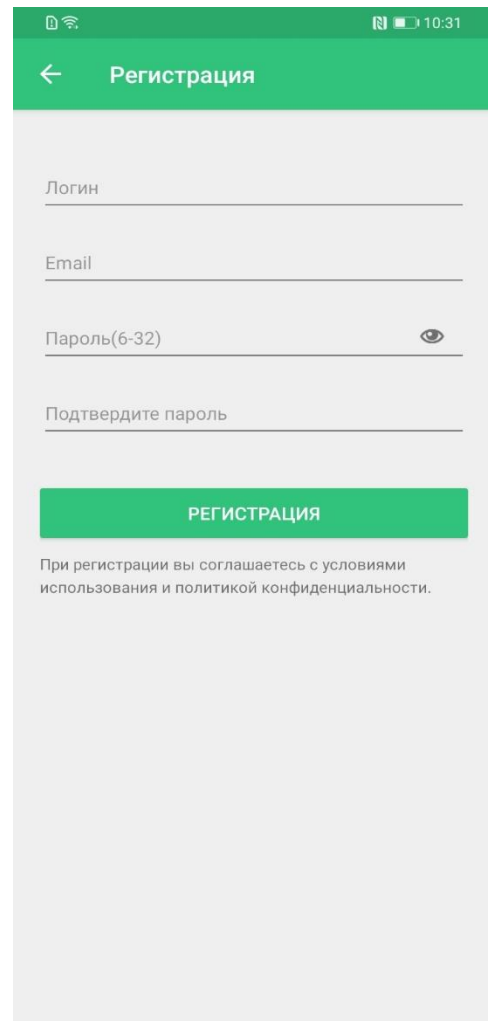 10:31
Регистрация
Логин
Email
Пароль(6-32)
Подтвердите пароль
РЕГИСТРАЦИЯ
При регистрации вы соглашаетесь с условиями
использования и политикой конфиденциальности.